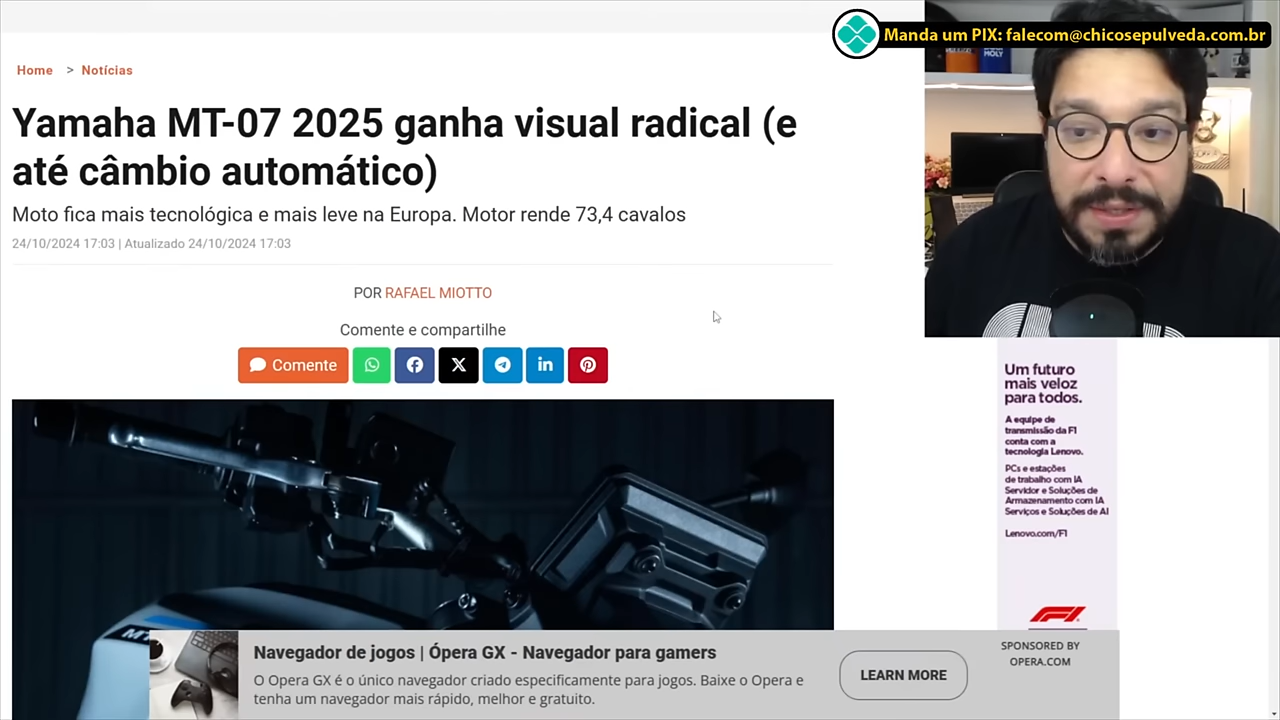 Manda um PIX: falecom@chicosepulveda.com.br
MOLY
Home > Notícias
Yamaha MT-07 2025 ganha visual radical (e
até câmbio automático)
Moto fica mais tecnológica e mais leve na Europa. Motor rende 73,4 cavalos
24/10/2024 17:03 | Atualizado 24/10/2024 17:03
POR RAFAEL MIOTTO
Comente e compartilhe
Comente
Um futuro
mais veloz
para todos.
A equipe de
transmissão da F1
conta com a
tecnologia Lenovo.
PCs e estações
de trabalho com IA
Servidor e Soluções de
Armazenamento com IA
Serviços e Soluções de AI
Lenovo.com/F1
F1
MT
Navegador de jogos | Ópera GX - Navegador para gamers
O Opera GX é o único navegador criado especificamente para jogos. Baixe o Opera e
tenha um navegador mais rápido, melhor e gratuito.
LEARN MORE
SPONSORED BY
OPERA.COM